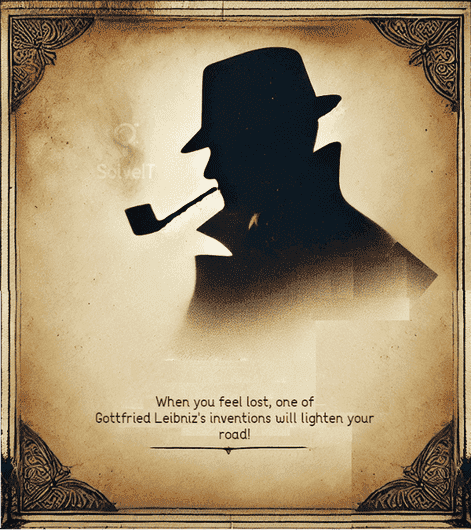 SolveIT
When you feel lost, one of
Gottfried Leibniz's inventions will lighten your
road!